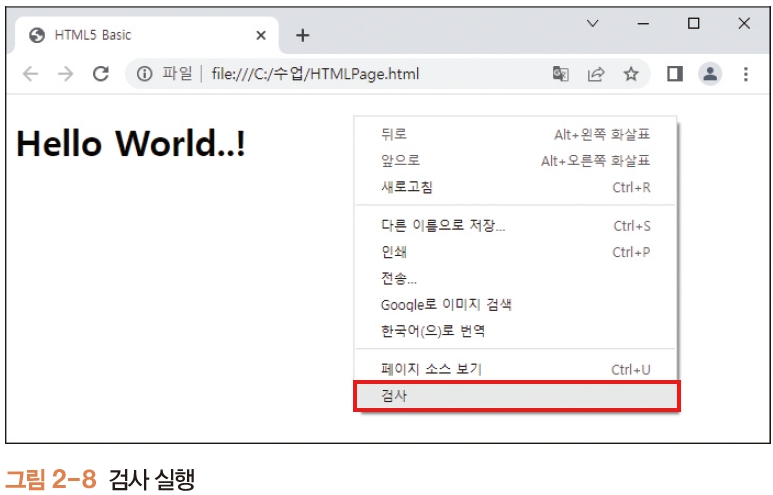 HTML5 Basic
파일 | file:///C:/수업/HTMLPage.html
Hello World..!
뒤로 Alt+왼쪽 화살표
앞으로 Alt+오른쪽 화살표
새로고침 Ctrl+R
다른 이름으로 저장... Ctrl+S
인쇄 Ctrl+P
전송...
Google로 이미지 검색
한국어(으)로 번역
페이지 소스 보기 Ctrl+U
검사
그림 2-8 검사 실행